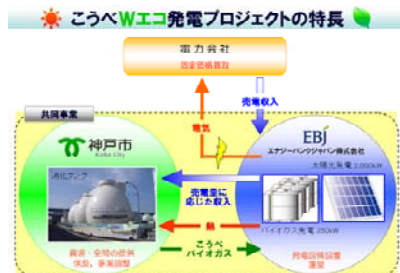 こうべWエコ発電プロジェクトの特長
電力会社
固定価格買取
売電収入
共同事業
電気
神戸市
Kobe City
EBJ
エナジーバンクジャパン株式会社
太陽光発電 2,000kW
消化タンク
売電量に
応じた収入
熱
バイオガス発電 350kW
こうべ
バイオガス
発電設備設置
運営